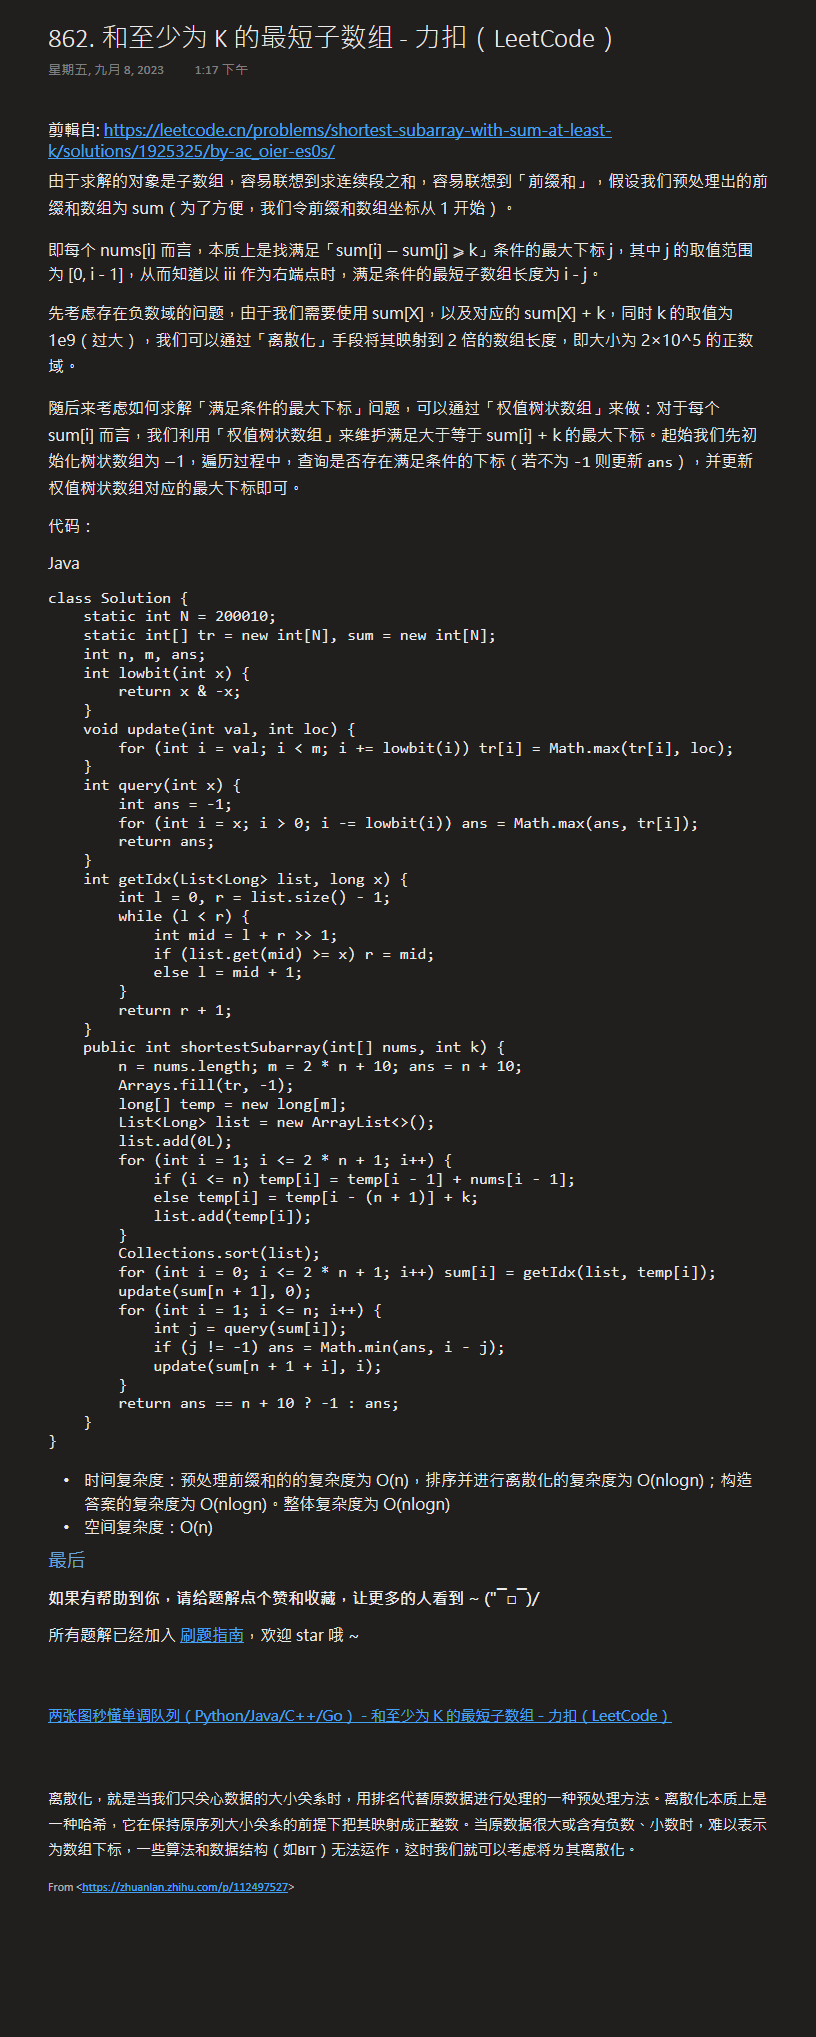 862. 和至少为 K 的最短子数组 - 力扣（LeetCode）
星期五, 九月 8, 2023 1:17 下午
剪輯自: https://leetcode.cn/problems/shortest-subarray-with-sum-at-least-
k/solutions/1925325/by-ac_oier-es0s/
由于求解的对象是子数组，容易联想到求连续段之和，容易联想到「前缀和」，假设我们预处理出的前
缀和数组为 sum（为了方便，我们令前缀和数组坐标从 1 开始）。
即每个 nums[i] 而言，本质上是找满足「sum[i] − sum[j] ⩾ k」条件的最大下标 j，其中 j 的取值范围
为 [0, i - 1]，从而知道以 iii 作为右端点时，满足条件的最短子数组长度为 i - j。
先考虑存在负数域的问题，由于我们需要使用 sum[X]，以及对应的 sum[X] + k，同时 k 的取值为
1e9（过大），我们可以通过「离散化」手段将其映射到 2 倍的数组长度，即大小为 2×10^5 的正数
域。
随后来考虑如何求解「满足条件的最大下标」问题，可以通过「权值树状数组」来做：对于每个
sum[i] 而言，我们利用「权值树状数组」来维护满足大于等于 sum[i] + k 的最大下标。起始我们先初
始化树状数组为 −1，遍历过程中，查询是否存在满足条件的下标（若不为 -1 则更新 ans），并更新
权值树状数组对应的最大下标即可。
代码：
Java
class Solution {
    static int N = 200010;
    static int[] tr = new int[N], sum = new int[N];
    int n, m, ans;
    int lowbit(int x) {
        return x & -x;
    }
    void update(int val, int loc) {
        for (int i = val; i < m; i += lowbit(i)) tr[i] = Math.max(tr[i], loc);
    }
    int query(int x) {
        int ans = -1;
        for (int i = x; i > 0; i -= lowbit(i)) ans = Math.max(ans, tr[i]);
        return ans;
    }
    int getIdx(List<Long> list, long x) {
        int l = 0, r = list.size() - 1;
        while (l < r) {
            int mid = l + r >> 1;
            if (list.get(mid) >= x) r = mid;
            else l = mid + 1;
        }
        return r + 1;
    }
    public int shortestSubarray(int[] nums, int k) {
        n = nums.length; m = 2 * n + 10; ans = n + 10;
        Arrays.fill(tr, -1);
        long[] temp = new long[m];
        List<Long> list = new ArrayList<>();
        list.add(0L);
        for (int i = 1; i <= 2 * n + 1; i++) {
            if (i <= n) temp[i] = temp[i - 1] + nums[i - 1];
            else temp[i] = temp[i - (n + 1)] + k;
            list.add(temp[i]);
        }
        Collections.sort(list);
        for (int i = 0; i <= 2 * n + 1; i++) sum[i] = getIdx(list, temp[i]);
        update(sum[n + 1], 0);
        for (int i = 1; i <= n; i++) {
            int j = query(sum[i]);
            if (j != -1) ans = Math.min(ans, i - j);
            update(sum[n + 1 + i], i);
        }
        return ans == n + 10 ? -1 : ans;
    }
}
• 时间复杂度：预处理前缀和的的复杂度为 O(n)，排序并进行离散化的复杂度为 O(nlogn)；构造
答案的复杂度为 O(nlogn)。整体复杂度为 O(nlogn)
• 空间复杂度：O(n)
最后
如果有帮助到你，请给题解点个赞和收藏，让更多的人看到 ~ ("▔□▔)/
所有题解已经加入 刷题指南，欢迎 star 哦 ~
两张图秒懂单调队列（Python/Java/C++/Go） - 和至少为 K 的最短子数组 - 力扣（LeetCode）
离散化，就是当我们只关心数据的大小关系时，用排名代替原数据进行处理的一种预处理方法。离散化本质上是
一种哈希，它在保持原序列大小关系的前提下把其映射成正整数。当原数据很大或含有负数、小数时，难以表示
为数组下标，一些算法和数据结构（如BIT）无法运作，这时我们就可以考虑将ㄌ其离散化。
From <https://zhuanlan.zhihu.com/p/112497527>